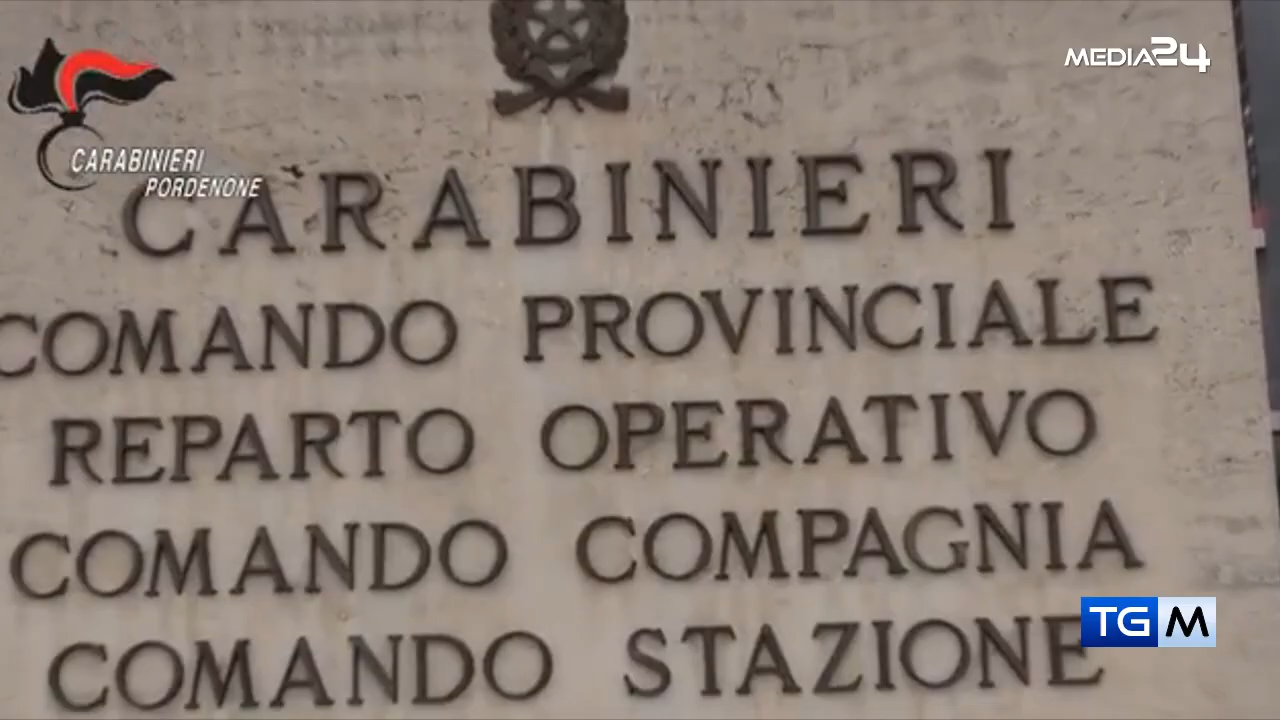 MEDIA24
CARABINIERI
PORDENONE
CARABINIERI
COMANDO PROVINCIALE
REPARTO OPERATIVO
COMANDO COMPAGNIA
COMANDO STAZIONE
TGM